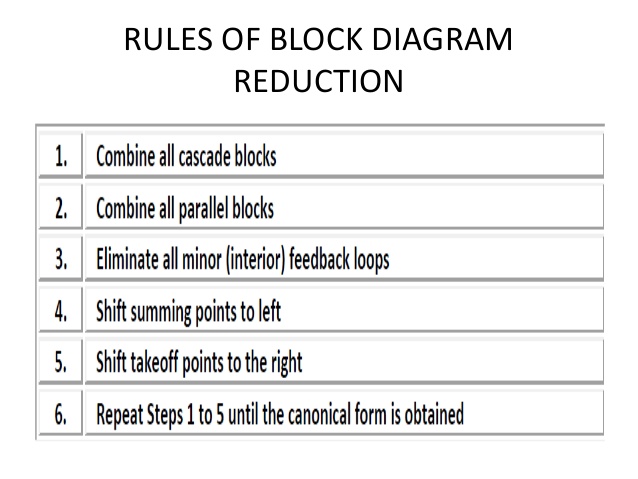 RULES OF BLOCK DIAGRAM
REDUCTION
1. Combine all cascade blocks
2. Combine all parallel blocks
3. Eliminate all minor (interior) feedback loops
4. Shift summing points to left
5. Shift takeoff points to the right
6. Repeat Steps 1 to 5 until the canonical form is obtained